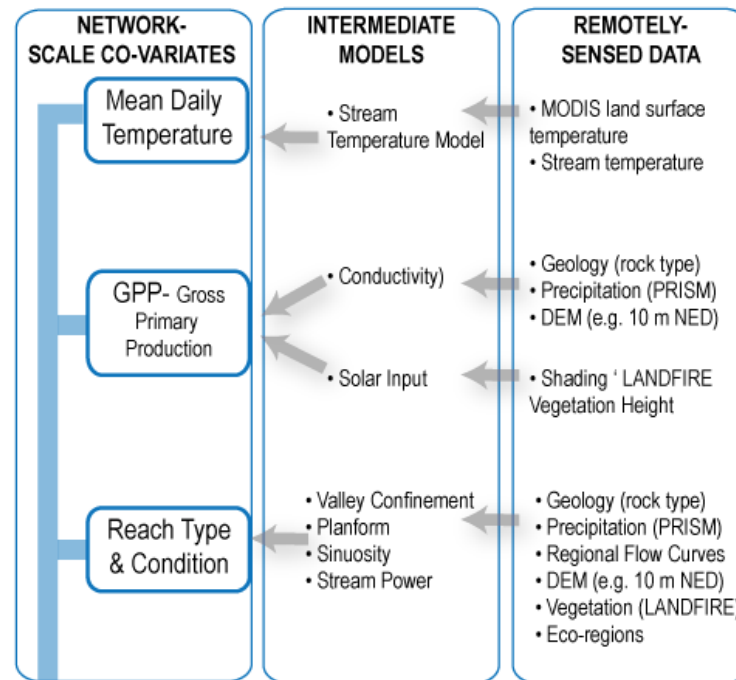 NETWORK-
SCALE CO-VARIATES
Mean Daily
Temperature
GPP- Gross
Primary
Production
Reach Type
& Condition
INTERMEDIATE
MODELS
• Stream
Temperature Model
• Conductivity)
• Solar Input
• Valley Confinement
• Planform
• Sinuosity
• Stream Power
REMOTELY-
SENSED DATA
• MODIS land surface
temperature
• Stream temperature
• Geology (rock type)
• Precipitation (PRISM)
• DEM (e.g. 10 m NED)
• Shading ‘ LANDFIRE
Vegetation Height
• Geology (rock type)
• Precipitation (PRISM)
• Regional Flow Curves
• DEM (e.g. 10 m NED)
• Vegetation (LANDFIRE)
• Eco-regions